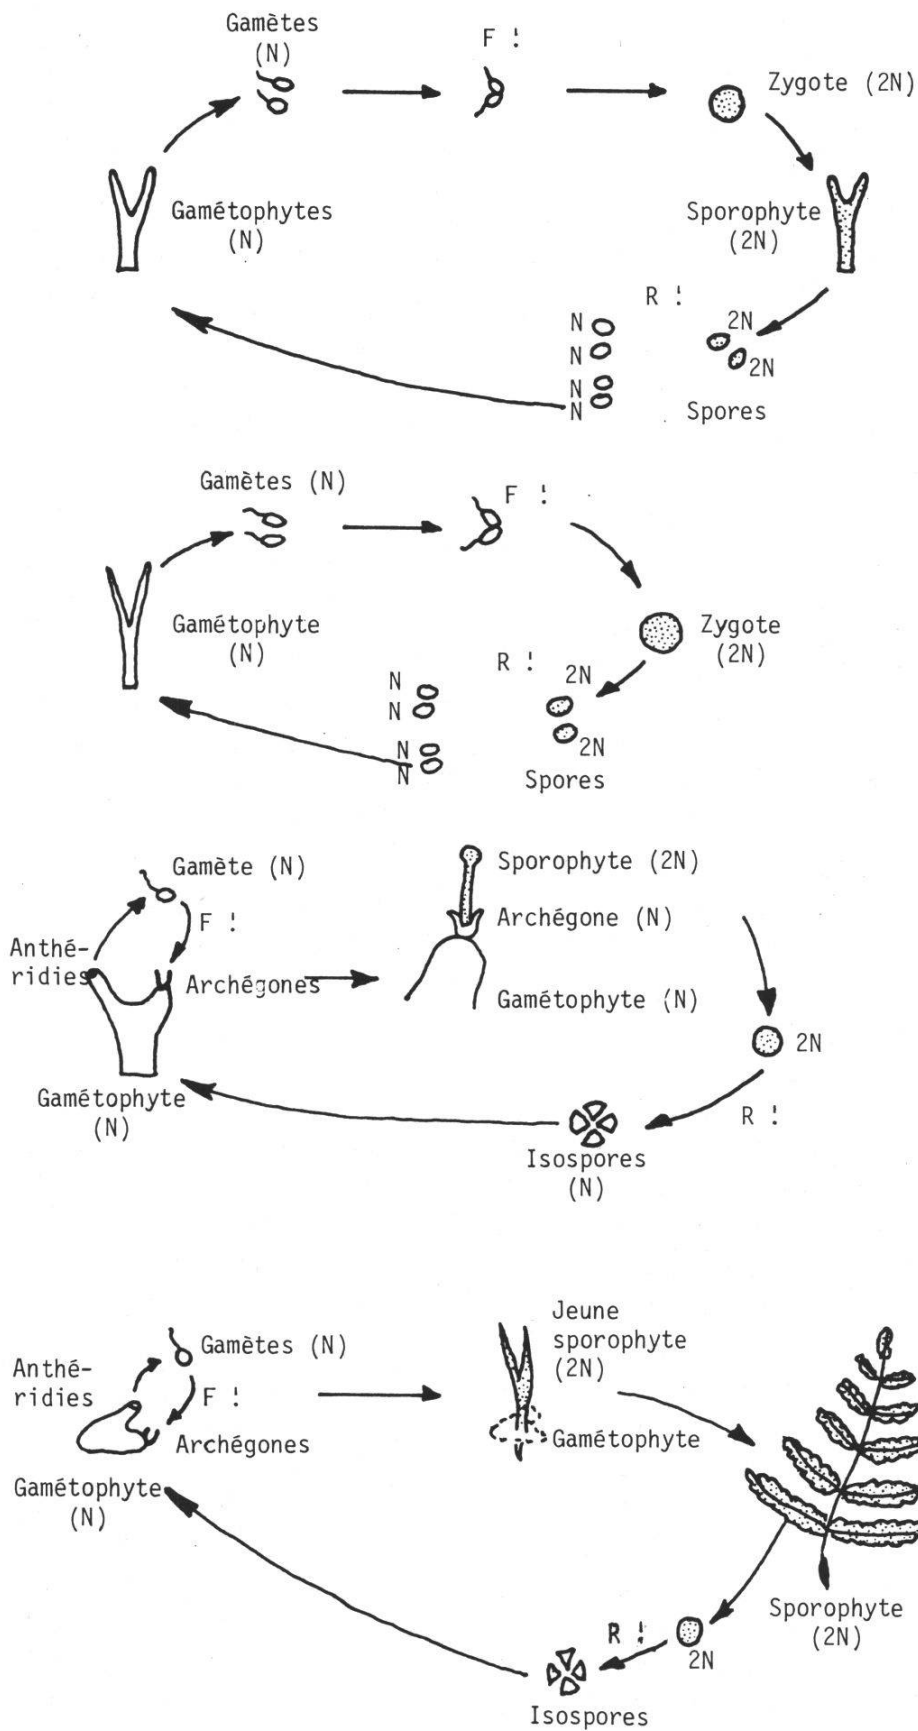 Gamètes
(N)
F !
Zygote (2N)
Gamétophytes
(N)
Sporophyte
(2N)
R !
2N
2N
N
N
N
N
Spores
Gamètes (N)
F !
Gamétophyte
(N)
Zygote
(2N)
R !
2N
2N
N
N
N
N
Spores
Gamète (N)
F !
Anthé-
ridies
Archégones
Gamétophyte
(N)
Sporophyte (2N)
Archégone (N)
Gamétophyte (N)
2N
R !
Isospores
(N)
Gamètes (N)
Anthé-
ridies
F !
Archégones
Gamétophyte
(N)
Jeune
sporophyte
(2N)
Gamétophyte
Sporophyte
(2N)
R !
2N
Isospores